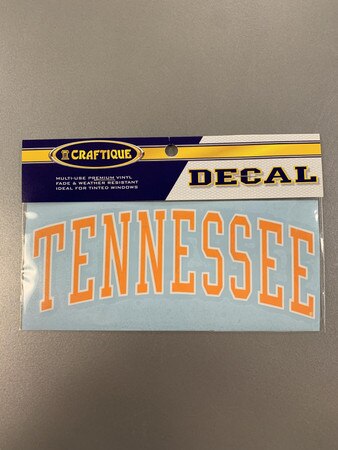 CRAFTIQUE
MULTI-USE PREMIUM VINYL
FADE & WEATHER RESISTANT
IDEAL FOR TINTED WINDOWS
DECAL
TENNESSEE